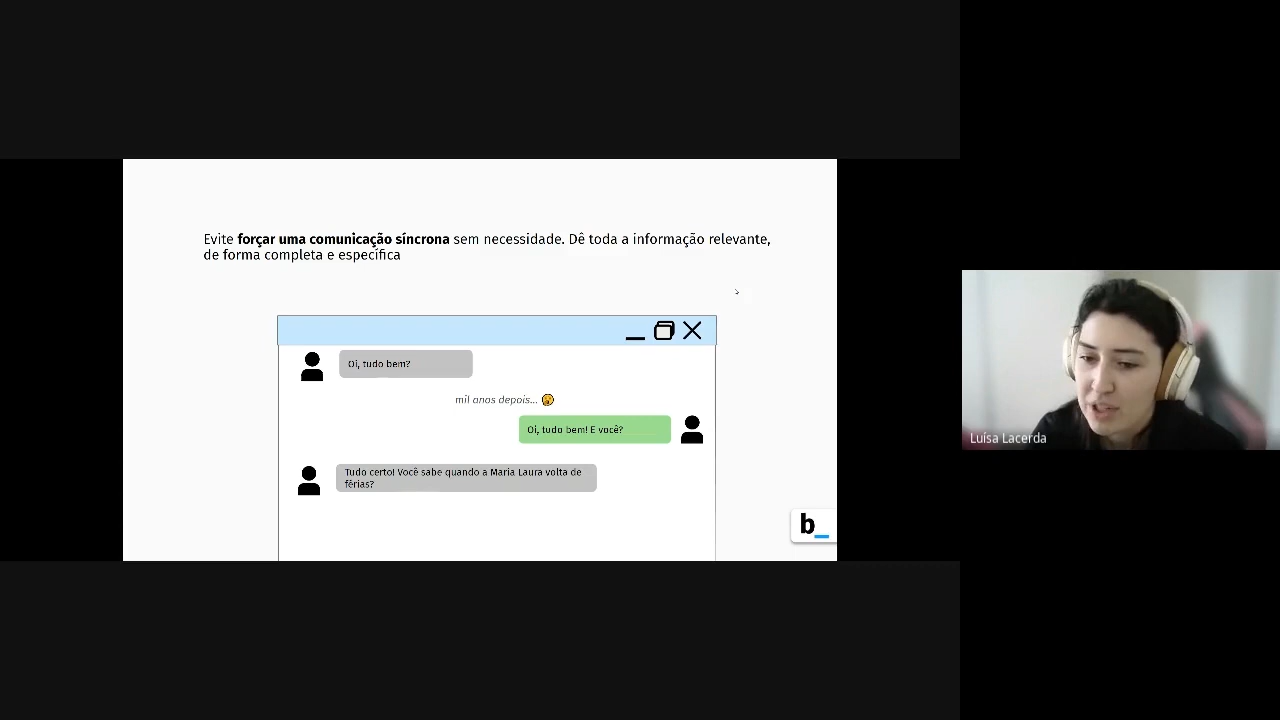 Evite forçar uma comunicação síncrona sem necessidade. Dê toda a informação relevante,
de forma completa e específica
Oi, tudo bem?
mil anos depois...
Oi, tudo bem! E você?
Tudo certo! Você sabe quando a Maria Laura volta de
férias?
b_
Luísa Lacerda